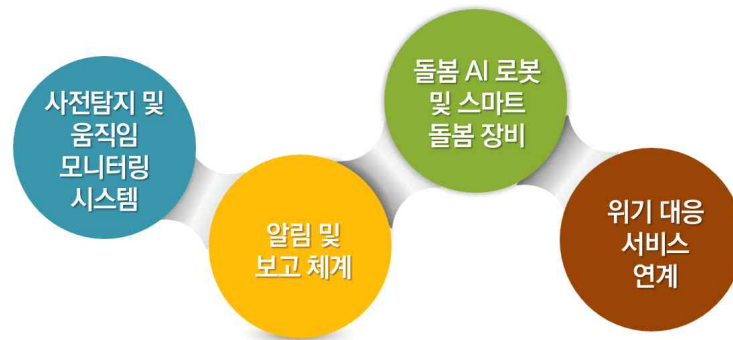 사전탐지 및
움직임
모니터링
시스템
알림 및
보고 체계
돌봄 AI 로봇
및 스마트
돌봄 장비
위기 대응
서비스
연계